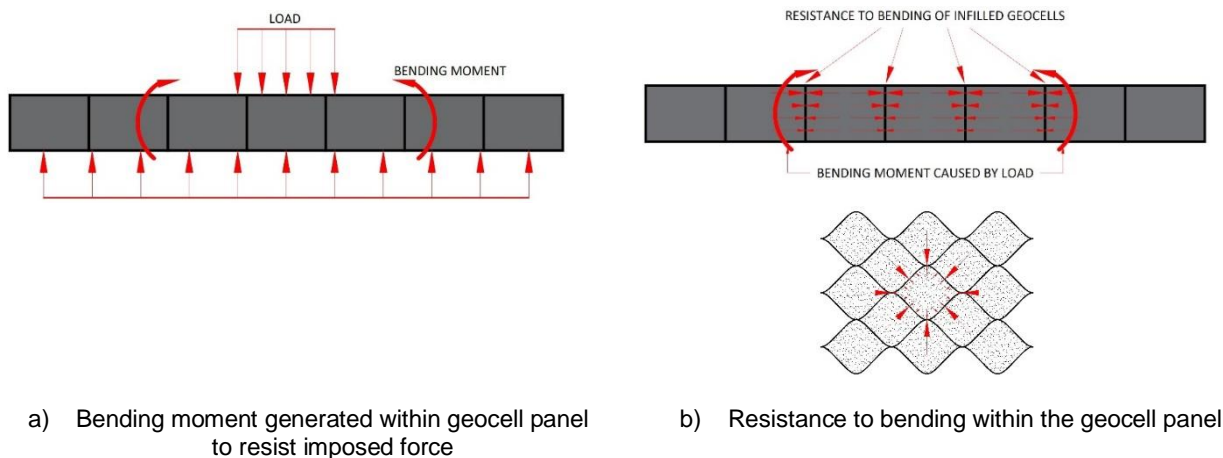 LOAD
BENDING MOMENT
RESISTANCE TO BENDING OF INFILLED GEOCELLS
BENDING MOMENT CAUSED BY LOAD
a) Bending moment generated within geocell panel
to resist imposed force
b) Resistance to bending within the geocell panel